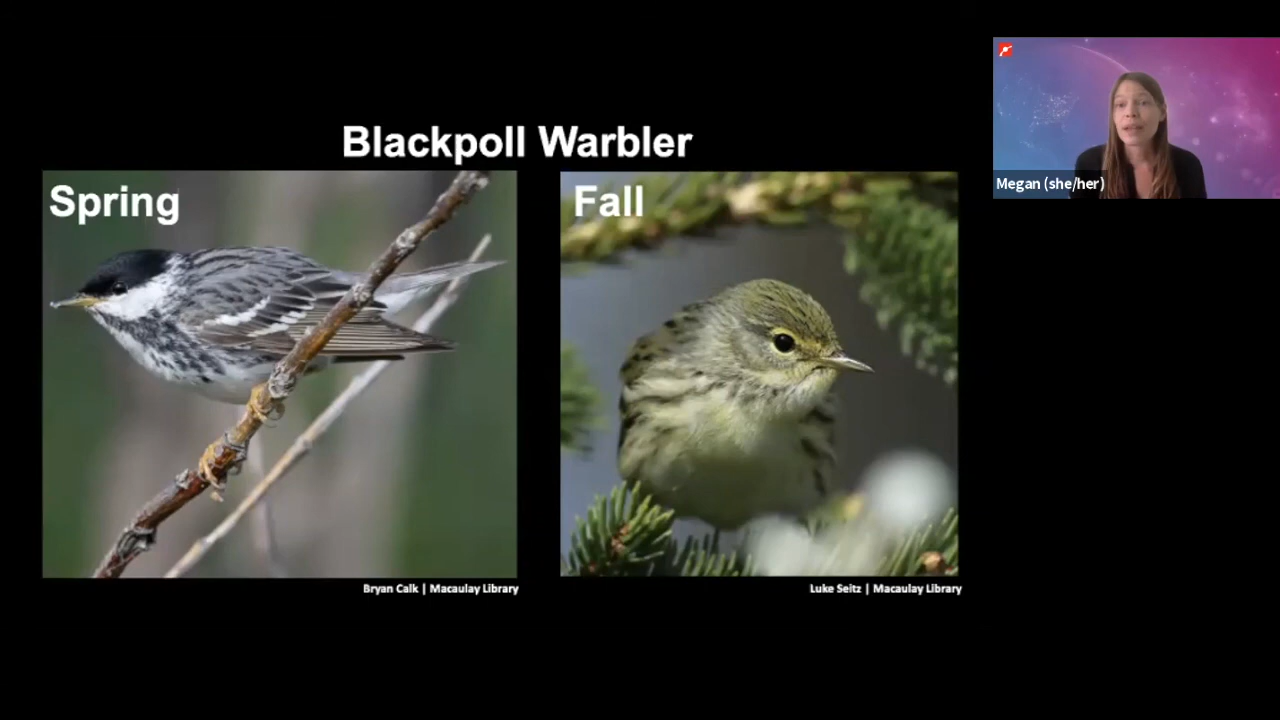 Blackpoll Warbler
Spring
Fall
Bryan Calk | Macaulay Library
Luke Seitz | Macaulay Library
Megan (she/her)